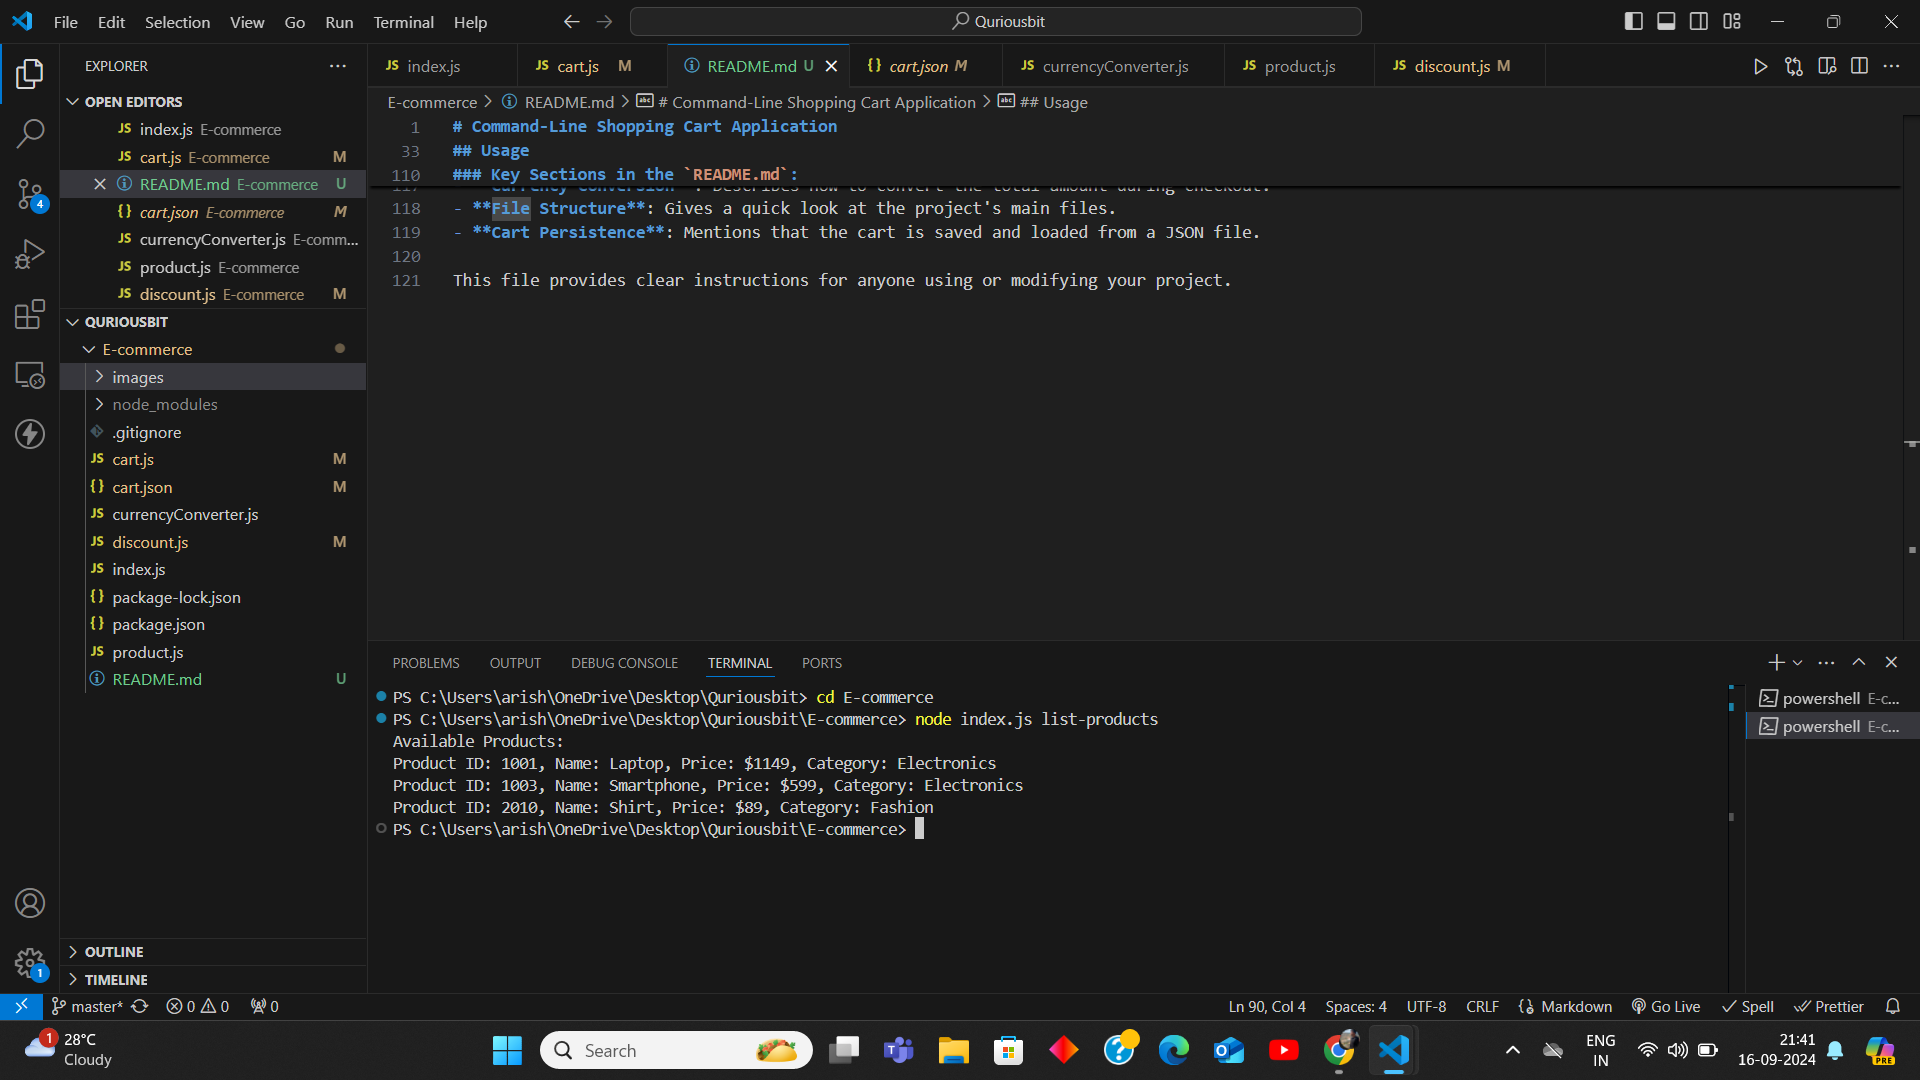 File Edit Selection View Go Run Terminal Help
Quriousbit
EXPLORER
OPEN EDITORS
JS index.js E-commerce
JS cart.js E-commerce M
README.md E-commerce U
{} cart.json E-commerce M
JS currencyConverter.js E-comm...
JS product.js E-commerce
JS discount.js E-commerce M
QURIOUSBIT
E-commerce
images
node_modules
.gitignore
JS cart.js M
{} cart.json M
JS currencyConverter.js
JS discount.js M
JS index.js
{} package-lock.json
{} package.json
JS product.js
README.md U
OUTLINE
TIMELINE
4
1
JS index.js JS cart.js M README.md U {} cart.json M JS currencyConverter.js JS product.js JS discount.js M
E-commerce > README.md > # Command-Line Shopping Cart Application > ## Usage
1 # Command-Line Shopping Cart Application
33 ## Usage
110 ### Key Sections in the `README.md`:
118 - **File Structure**: Gives a quick look at the project's main files.
119 - **Cart Persistence**: Mentions that the cart is saved and loaded from a JSON file.
120
121 This file provides clear instructions for anyone using or modifying your project.
PROBLEMS OUTPUT DEBUG CONSOLE TERMINAL PORTS
PS C:\Users\arish\OneDrive\Desktop\Quriousbit> cd E-commerce
PS C:\Users\arish\OneDrive\Desktop\Quriousbit\E-commerce> node index.js list-products
Available Products:
Product ID: 1001, Name: Laptop, Price: $1149, Category: Electronics
Product ID: 1003, Name: Smartphone, Price: $599, Category: Electronics
Product ID: 2010, Name: Shirt, Price: $89, Category: Fashion
PS C:\Users\arish\OneDrive\Desktop\Quriousbit\E-commerce>
powershell E-c...
powershell E-c...
master* 0 0 0 Ln 90, Col 4 Spaces: 4 UTF-8 CRLF {} Markdown Go Live Spell Prettier
1
28°C
Cloudy
Search
ENG
IN
21:41
16-09-2024
PRE